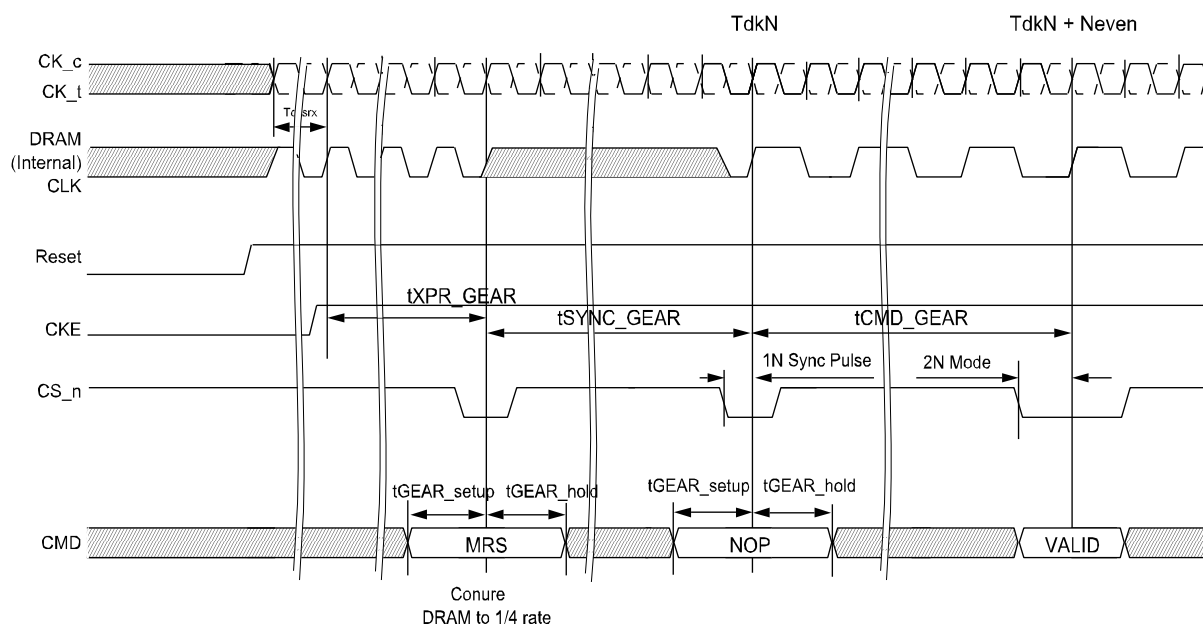 TdkN
TdkN + Neven
CK_c
CK_t
DRAM
(Internal)
CLK
Reset
tXPR_GEAR
CKE
tSYNC_GEAR
tCMD_GEAR
1N Sync Pulse
2N Mode
CS_n
tGEAR_setup
tGEAR_hold
tGEAR_setup
tGEAR_hold
CMD
MRS
NOP
VALID
Conure
DRAM to 1/4 rate